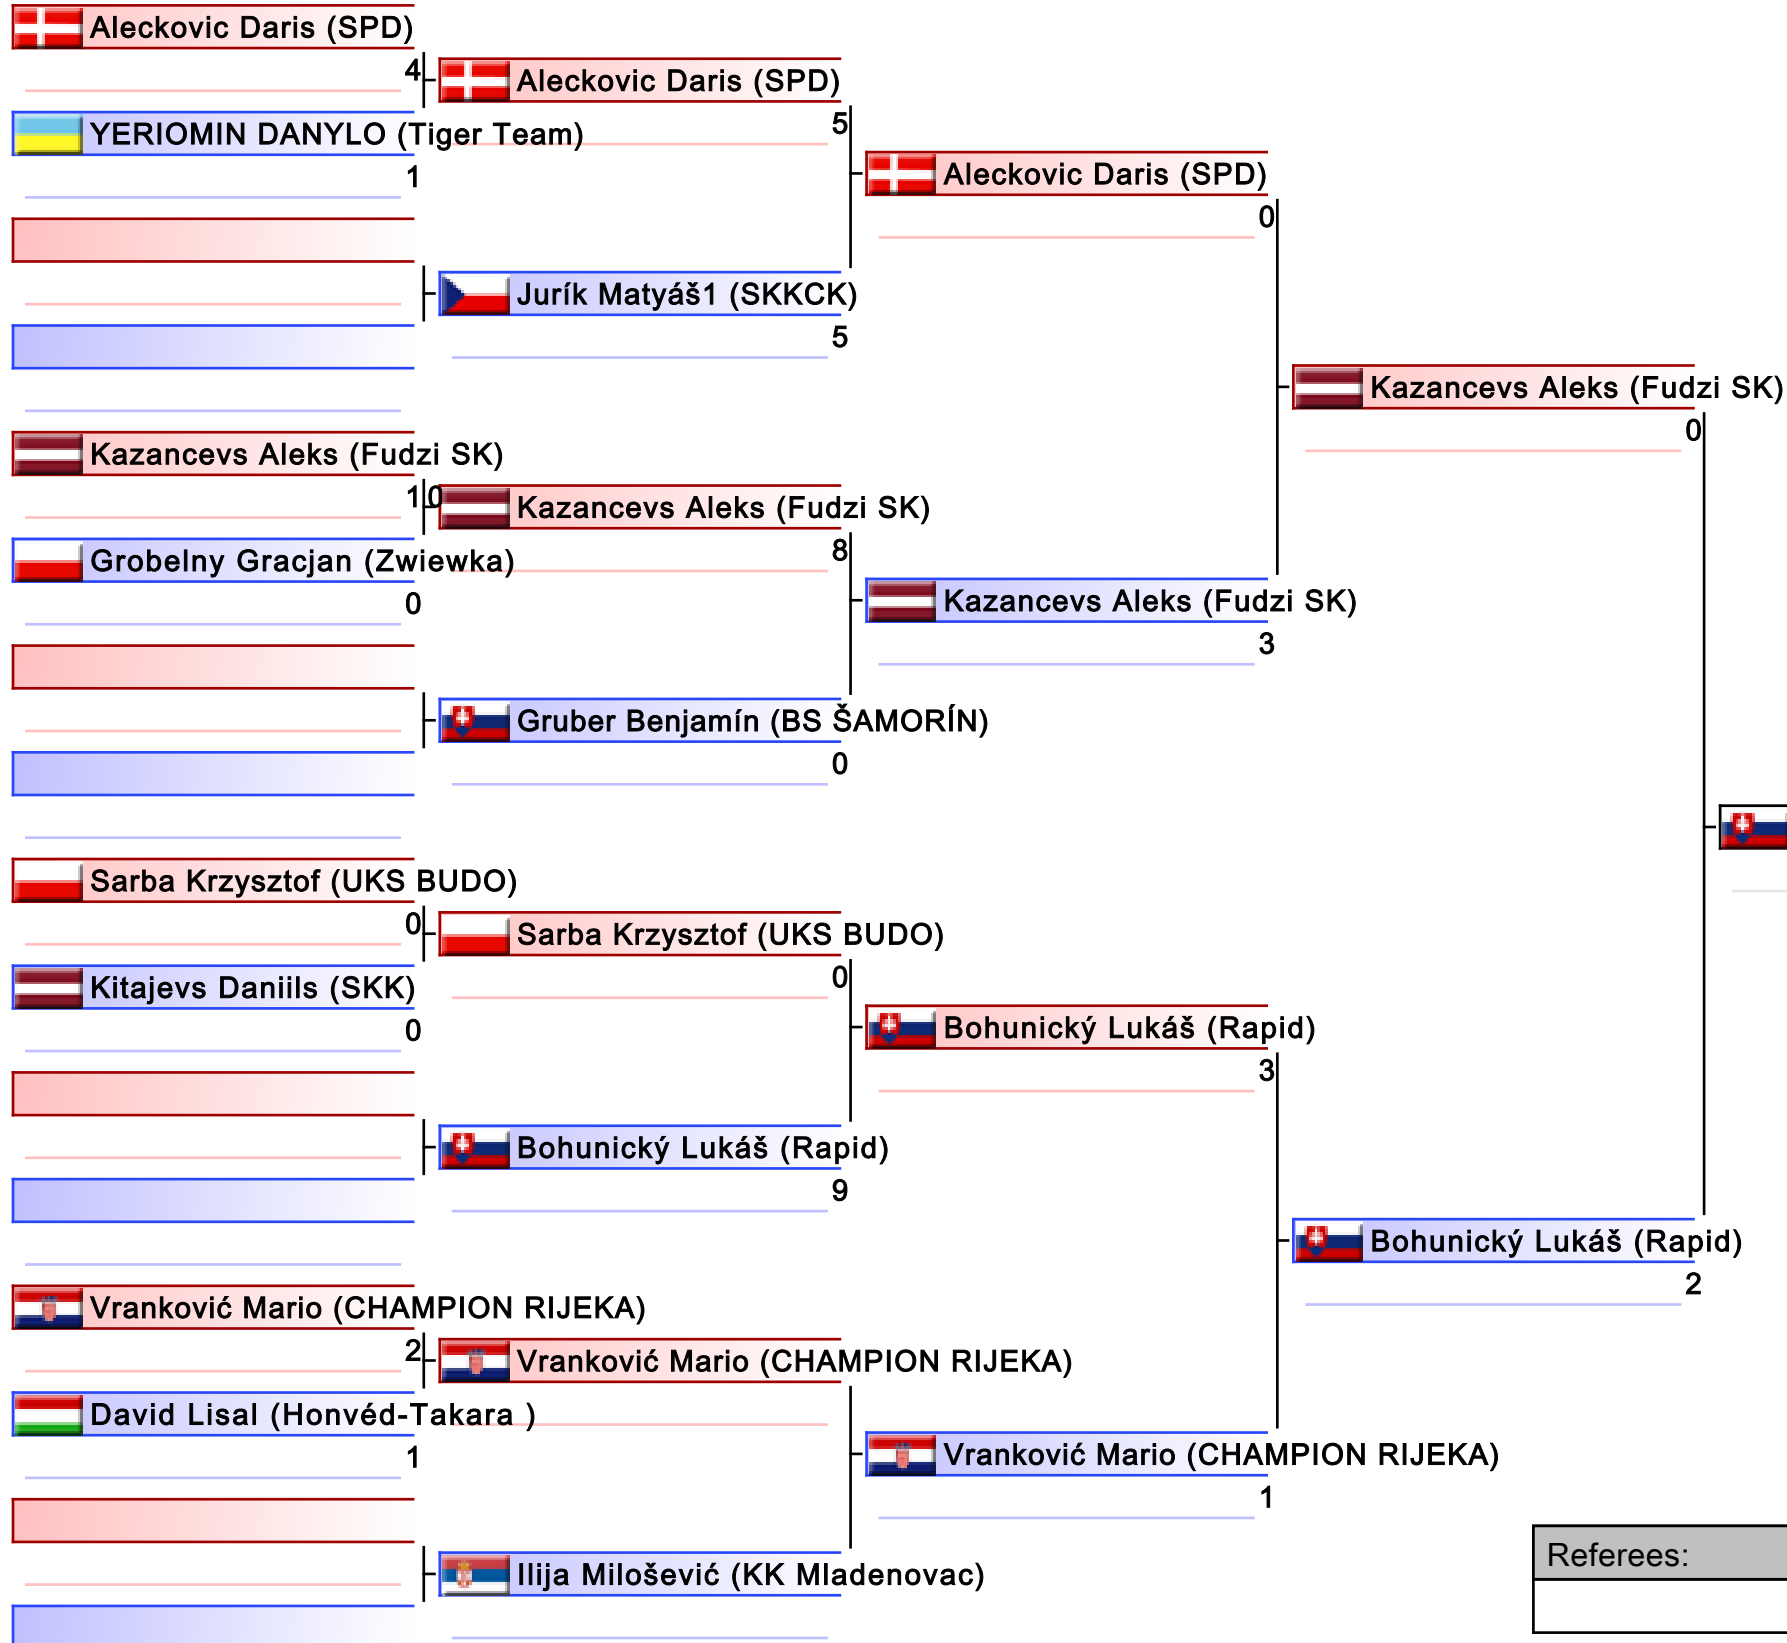 Aleckovic Daris (SPD)
4
Aleckovic Daris (SPD)
YERIOMIN DANYLO (Tiger Team)
5
1
Aleckovic Daris (SPD)
0
Jurík Matyáš1 (SKKCK)
5
Kazancevs Aleks (Fudzi SK)
0
Kazancevs Aleks (Fudzi SK)
10
Kazancevs Aleks (Fudzi SK)
Grobelny Gracjan (Zwiewka)
8
0
Kazancevs Aleks (Fudzi SK)
3
Gruber Benjamín (BS ŠAMORÍN)
0
Sarba Krzysztof (UKS BUDO)
0
Sarba Krzysztof (UKS BUDO)
Kitajevs Daniils (SKK)
0
0
Bohunický Lukáš (Rapid)
3
Bohunický Lukáš (Rapid)
9
Bohunický Lukáš (Rapid)
2
Vranković Mario (CHAMPION RIJEKA)
2
Vranković Mario (CHAMPION RIJEKA)
David Lisal (Honvéd-Takara )
1
Vranković Mario (CHAMPION RIJEKA)
1
Ilija Milošević (KK Mladenovac)
Referees: